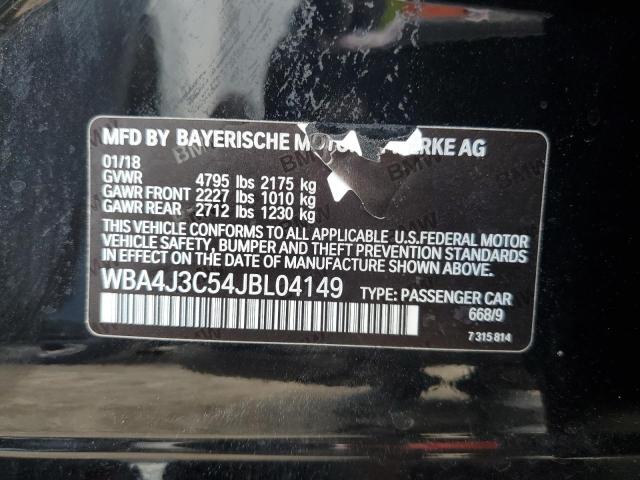 MFD BY BAYERISCHE MOTO ERKE AG
01/18
GVWR 4795 lbs 2175 kg
GAWR FRONT 2227 lbs 1010 kg
GAWR REAR 2712 lbs 1230 kg
THIS VEHICLE CONFORMS TO ALL APPLICABLE U.S.FEDERAL MOTOR
VEHICLE SAFETY, BUMPER AND THEFT PREVENTION STANDARDS
IN EFFECT ON THE DATE OF MANUFACTURE SHOWN ABOVE.
WBA4J3C54JBL04149 TYPE: PASSENGER CAR
668/9
7 315 814